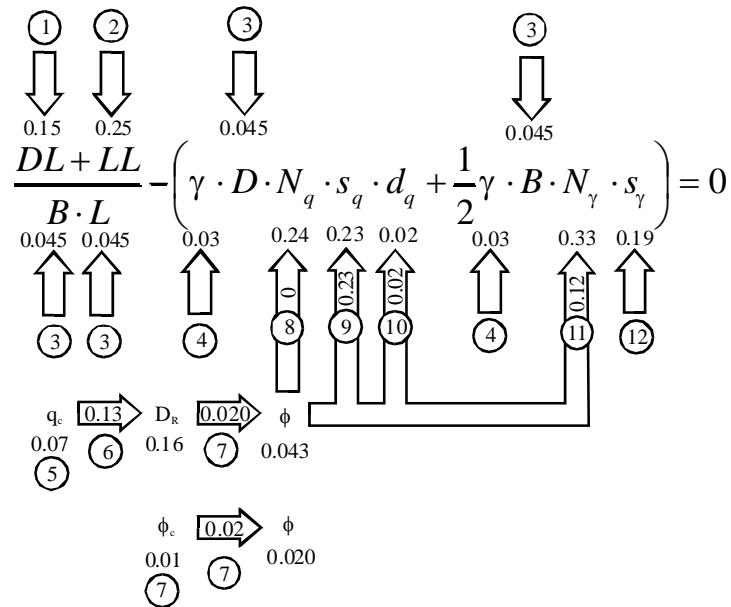 1 2 3 3
0.15 0.25 0.045 0.045
DL + LL / B · L − ( γ · D · N_q · s_q · d_q + 1/2 γ · B · N_γ · s_γ ) = 0
0.045 0.045 0.03 0.24 0.23 0.02 0.03 0.33 0.19
0 0.23 0.02 0.12
3 3 4 8 9 10 4 11 12
q_c 0.13 D_R 0.020 ϕ
0.07 6 0.16 7 0.043
5
ϕ_c 0.02 ϕ
0.01 7 0.020
7